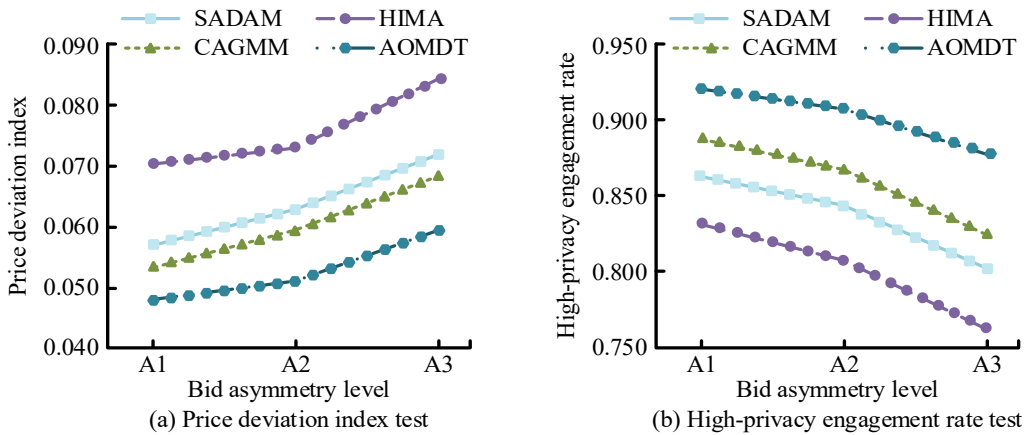 SADAM HIMA
CAGMM AOMDT
0.090
0.080
0.070
0.060
0.050
0.040
Price deviation index
A1 A2 A3
Bid asymmetry level
(a) Price deviation index test
SADAM HIMA
CAGMM AOMDT
0.950
0.900
0.850
0.800
0.750
High-privacy engagement rate
A1 A2 A3
Bid asymmetry level
(b) High-privacy engagement rate test